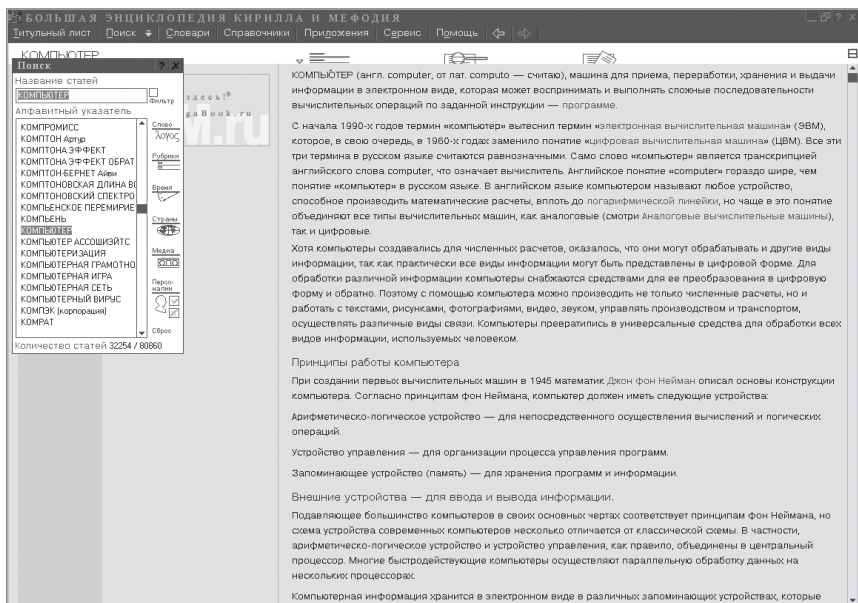 БОЛЬШАЯ ЭНЦИКЛОПЕДИЯ КИРИЛЛА И МЕФОДИЯ
Титульный лист Поиск Словари Справочники Приложения Сервис Помощь
КОМПЬЮТЕР
Поиск ? X
Название статей
КОМПЬЮТЕР
Фильтр
Алфавитный указатель
КОМПРОМИСС
КОМПТОН Артур
КОМПТОНА ЭФФЕКТ
КОМПТОНА ЭФФЕКТ ОБРАТ
КОМПТОН-БЕРНЕТ Айви
КОМПТОНОВСКАЯ ДЛИНА ВО
КОМПТОНОВСКИЙ СПЕКТРО
КОМПЬЕНСКОЕ ПЕРЕМИРИЕ
КОМПЬЕНЬ
КОМПЬЮТЕР
КОМПЬЮТЕР АССОШИЭЙТС
КОМПЬЮТЕРИЗАЦИЯ
КОМПЬЮТЕРНАЯ ГРАМОТНО
КОМПЬЮТЕРНАЯ ИГРА
КОМПЬЮТЕРНАЯ СЕТЬ
КОМПЬЮТЕРНЫЙ ВИРУС
КОМПЭК (корпорация)
КОМРАТ
Слово
λογος
Рубрики
Время
Страны
Медиа
Персо-
налии
Сброс
Количество статей 32254 / 80860
здесь!®
gaBook.ru
M.ru
КОМПЬЮ́ТЕР (англ. computer, от лат. computo — считаю), машина для приема, переработки, хранения и выдачи
информации в электронном виде, которая может воспринимать и выполнять сложные последовательности
вычислительных операций по заданной инструкции — программе.
С начала 1990-х годов термин «компьютер» вытеснил термин «электронная вычислительная машина» (ЭВМ),
которое, в свою очередь, в 1960-х годах заменило понятие «цифровая вычислительная машина» (ЦВМ). Все эти
три термина в русском языке считаются равнозначными. Само слово «компьютер» является транскрипцией
английского слова computer, что означает вычислитель. Английское понятие «computer» гораздо шире, чем
понятие «компьютер» в русском языке. В английском языке компьютером называют любое устройство,
способное производить математические расчеты, вплоть до логарифмической линейки, но чаще в это понятие
объединяют все типы вычислительных машин, как аналоговые (смотри Аналоговые вычислительные машины),
так и цифровые.
Хотя компьютеры создавались для численных расчетов, оказалось, что они могут обрабатывать и другие виды
информации, так как практически все виды информации могут быть представлены в цифровой форме. Для
обработки различной информации компьютеры снабжаются средствами для ее преобразования в цифровую
форму и обратно. Поэтому с помощью компьютера можно производить не только численные расчеты, но и
работать с текстами, рисунками, фотографиями, видео, звуком, управлять производством и транспортом,
осуществлять различные виды связи. Компьютеры превратились в универсальные средства для обработки всех
видов информации, используемых человеком.
Принципы работы компьютера
При создании первых вычислительных машин в 1945 математик Джон фон Нейман описал основы конструкции
компьютера. Согласно принципам фон Неймана, компьютер должен иметь следующие устройства:
Арифметическо-логическое устройство — для непосредственного осуществления вычислений и логических
операций.
Устройство управления — для организации процесса управления программ.
Запоминающее устройство (память) — для хранения программ и информации.
Внешние устройства — для ввода и вывода информации.
Подавляющее большинство компьютеров в своих основных чертах соответствует принципам фон Неймана, но
схема устройства современных компьютеров несколько отличается от классической схемы. В частности,
арифметическо-логическое устройство и устройство управления, как правило, объединены в центральный
процессор. Многие быстродействующие компьютеры осуществляют параллельную обработку данных на
нескольких процессорах.
Компьютерная информация хранится в электронном виде в различных запоминающих устройствах, которые